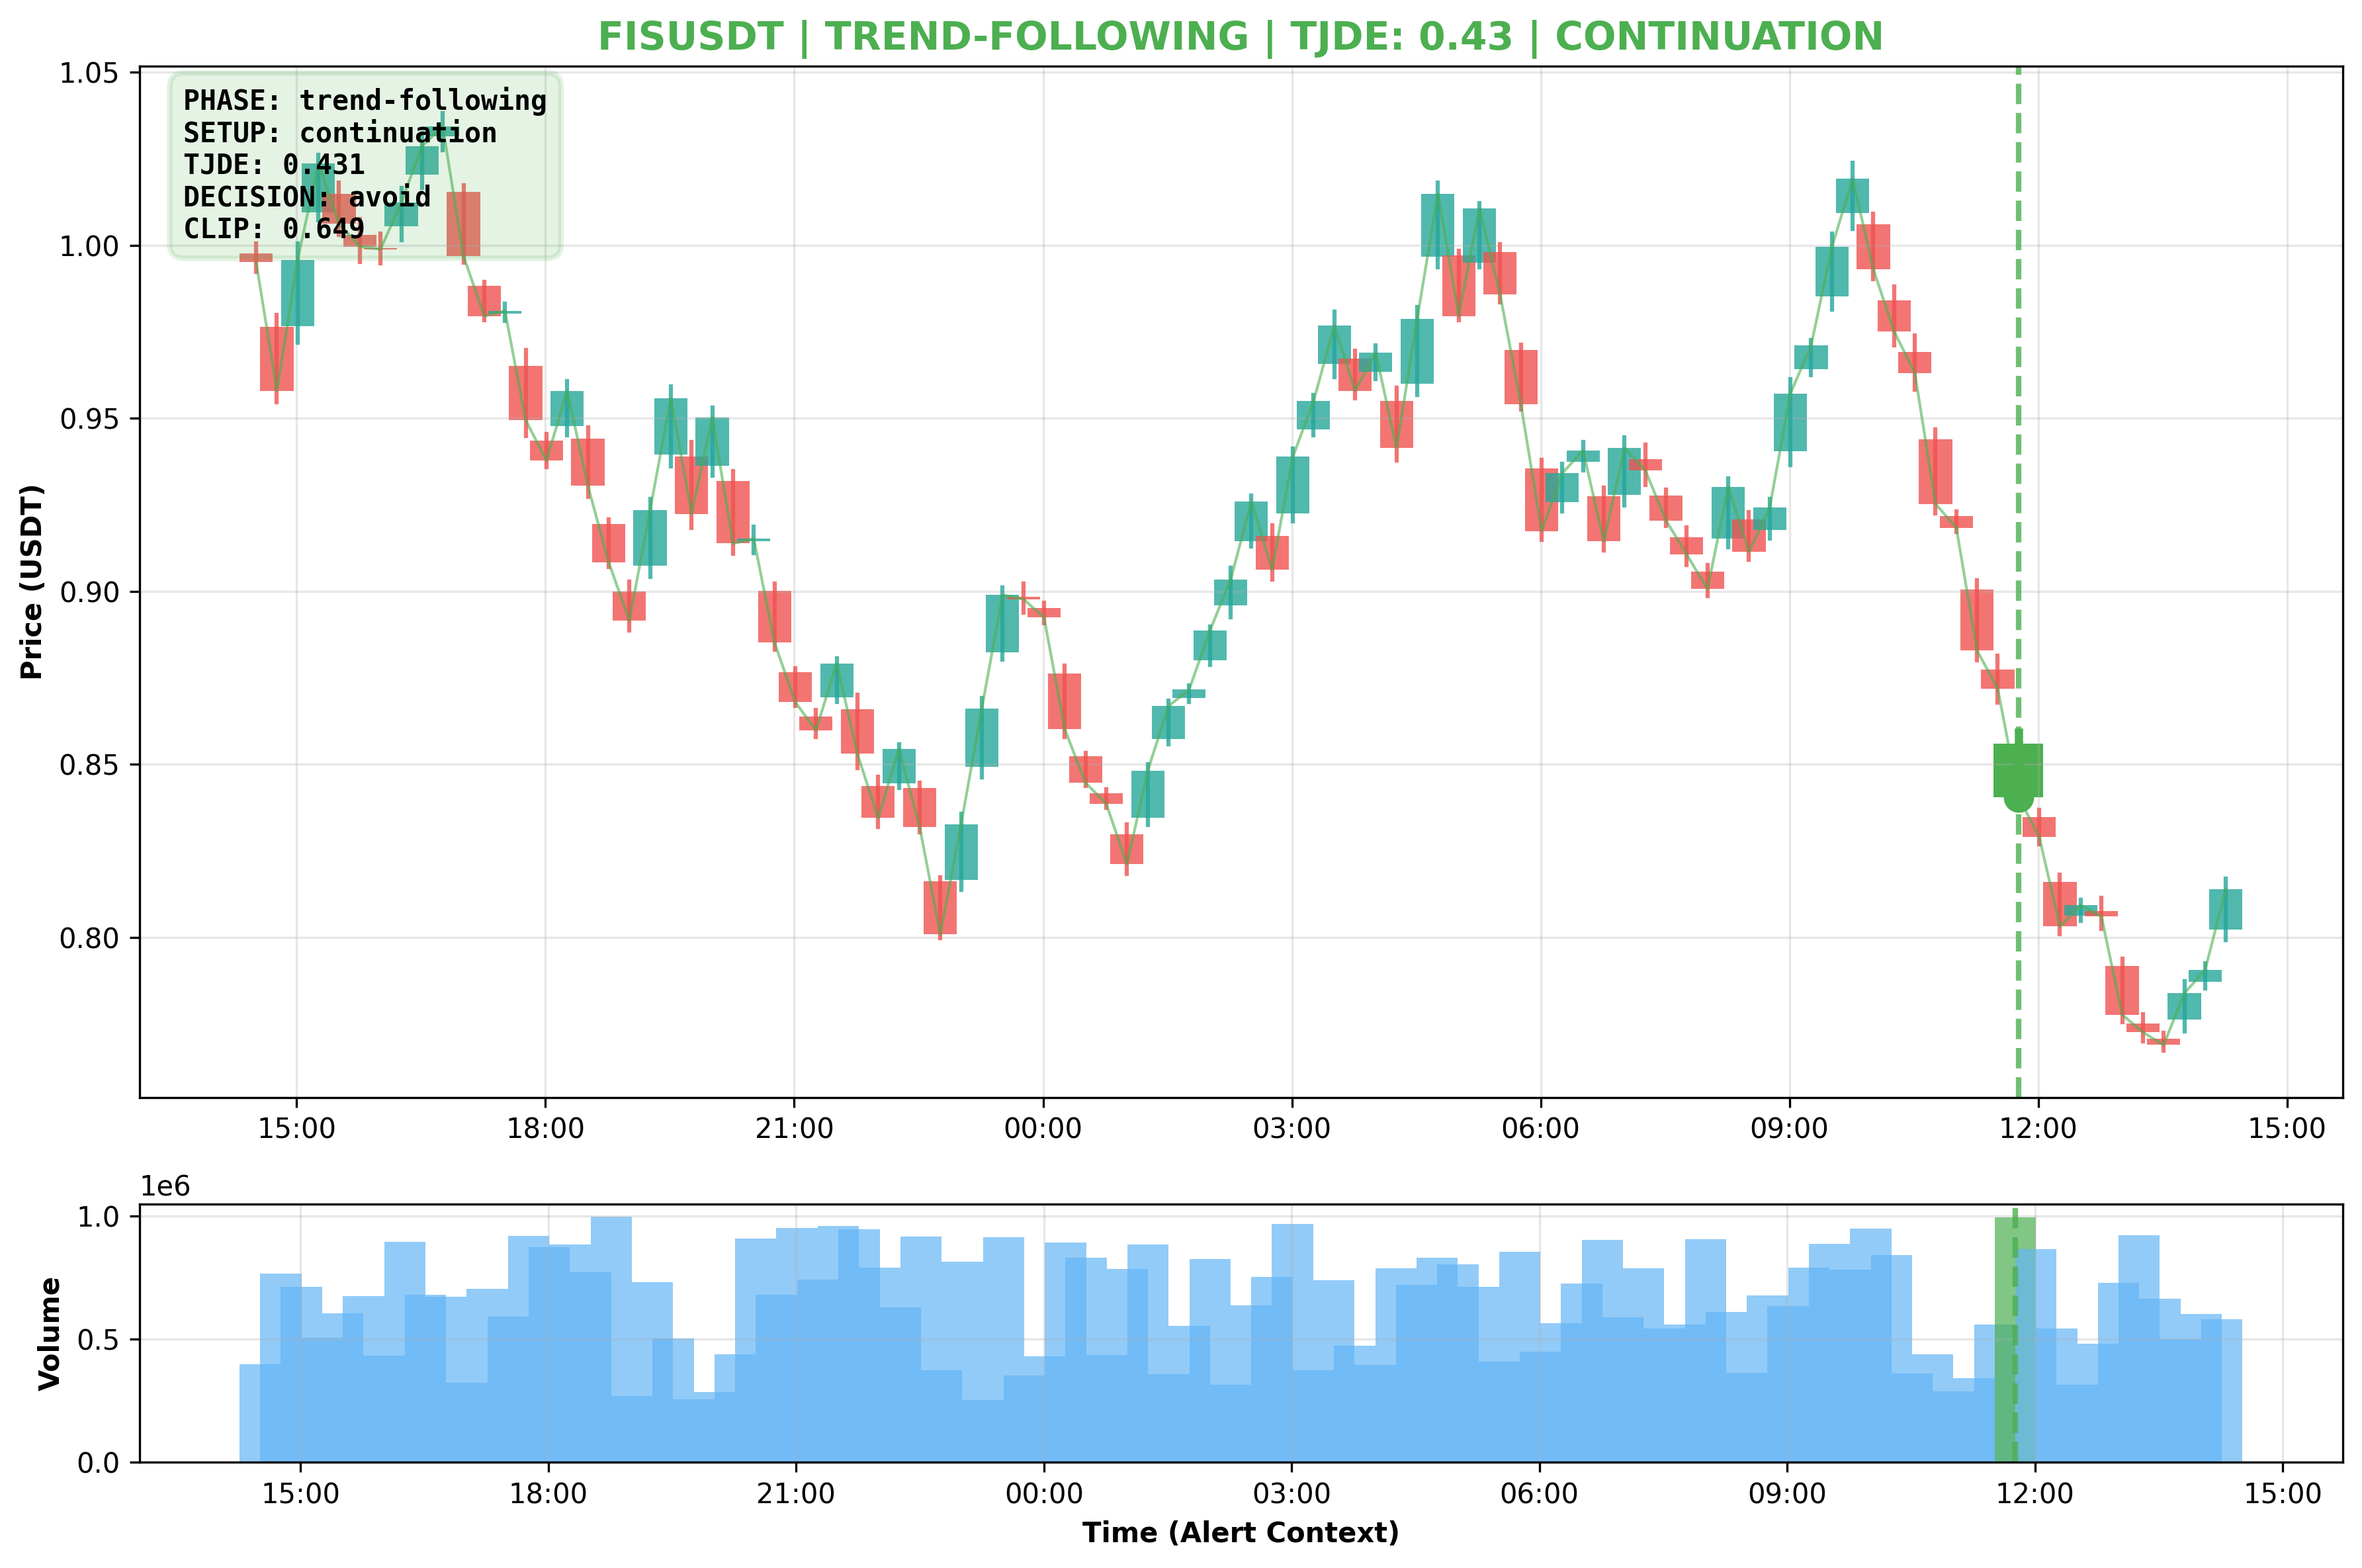 FISUSDT | TREND-FOLLOWING | TJDE: 0.43 | CONTINUATION
PHASE: trend-following
SETUP: continuation
TJDE: 0.431
DECISION: avoid
CLIP: 0.649
Price (USDT)
1.05
1.00
0.95
0.90
0.85
0.80
15:00 18:00 21:00 00:00 03:00 06:00 09:00 12:00 15:00
1e6
Volume
1.0
0.5
0.0
15:00 18:00 21:00 00:00 03:00 06:00 09:00 12:00 15:00
Time (Alert Context)